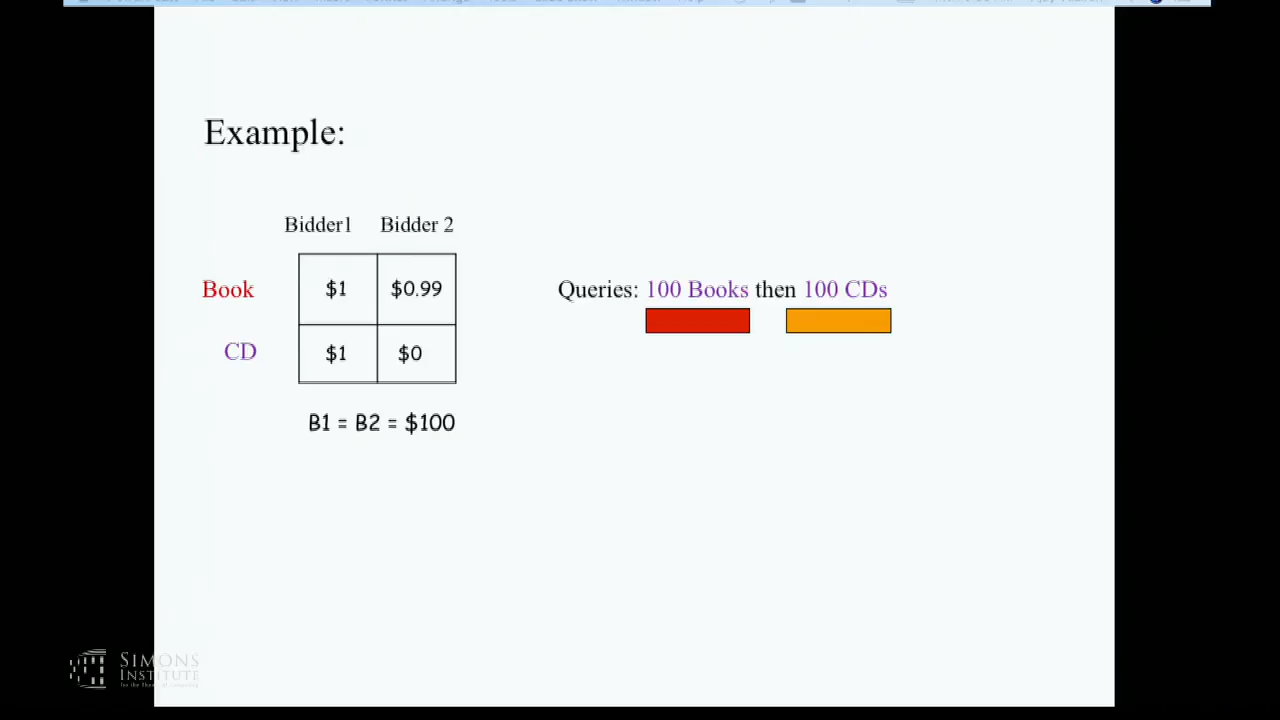 Example:
Bidder1 Bidder 2
Book $1 $0.99
CD $1 $0
B1 = B2 = $100
Queries: 100 Books then 100 CDs
SIMONS
INSTITUTE